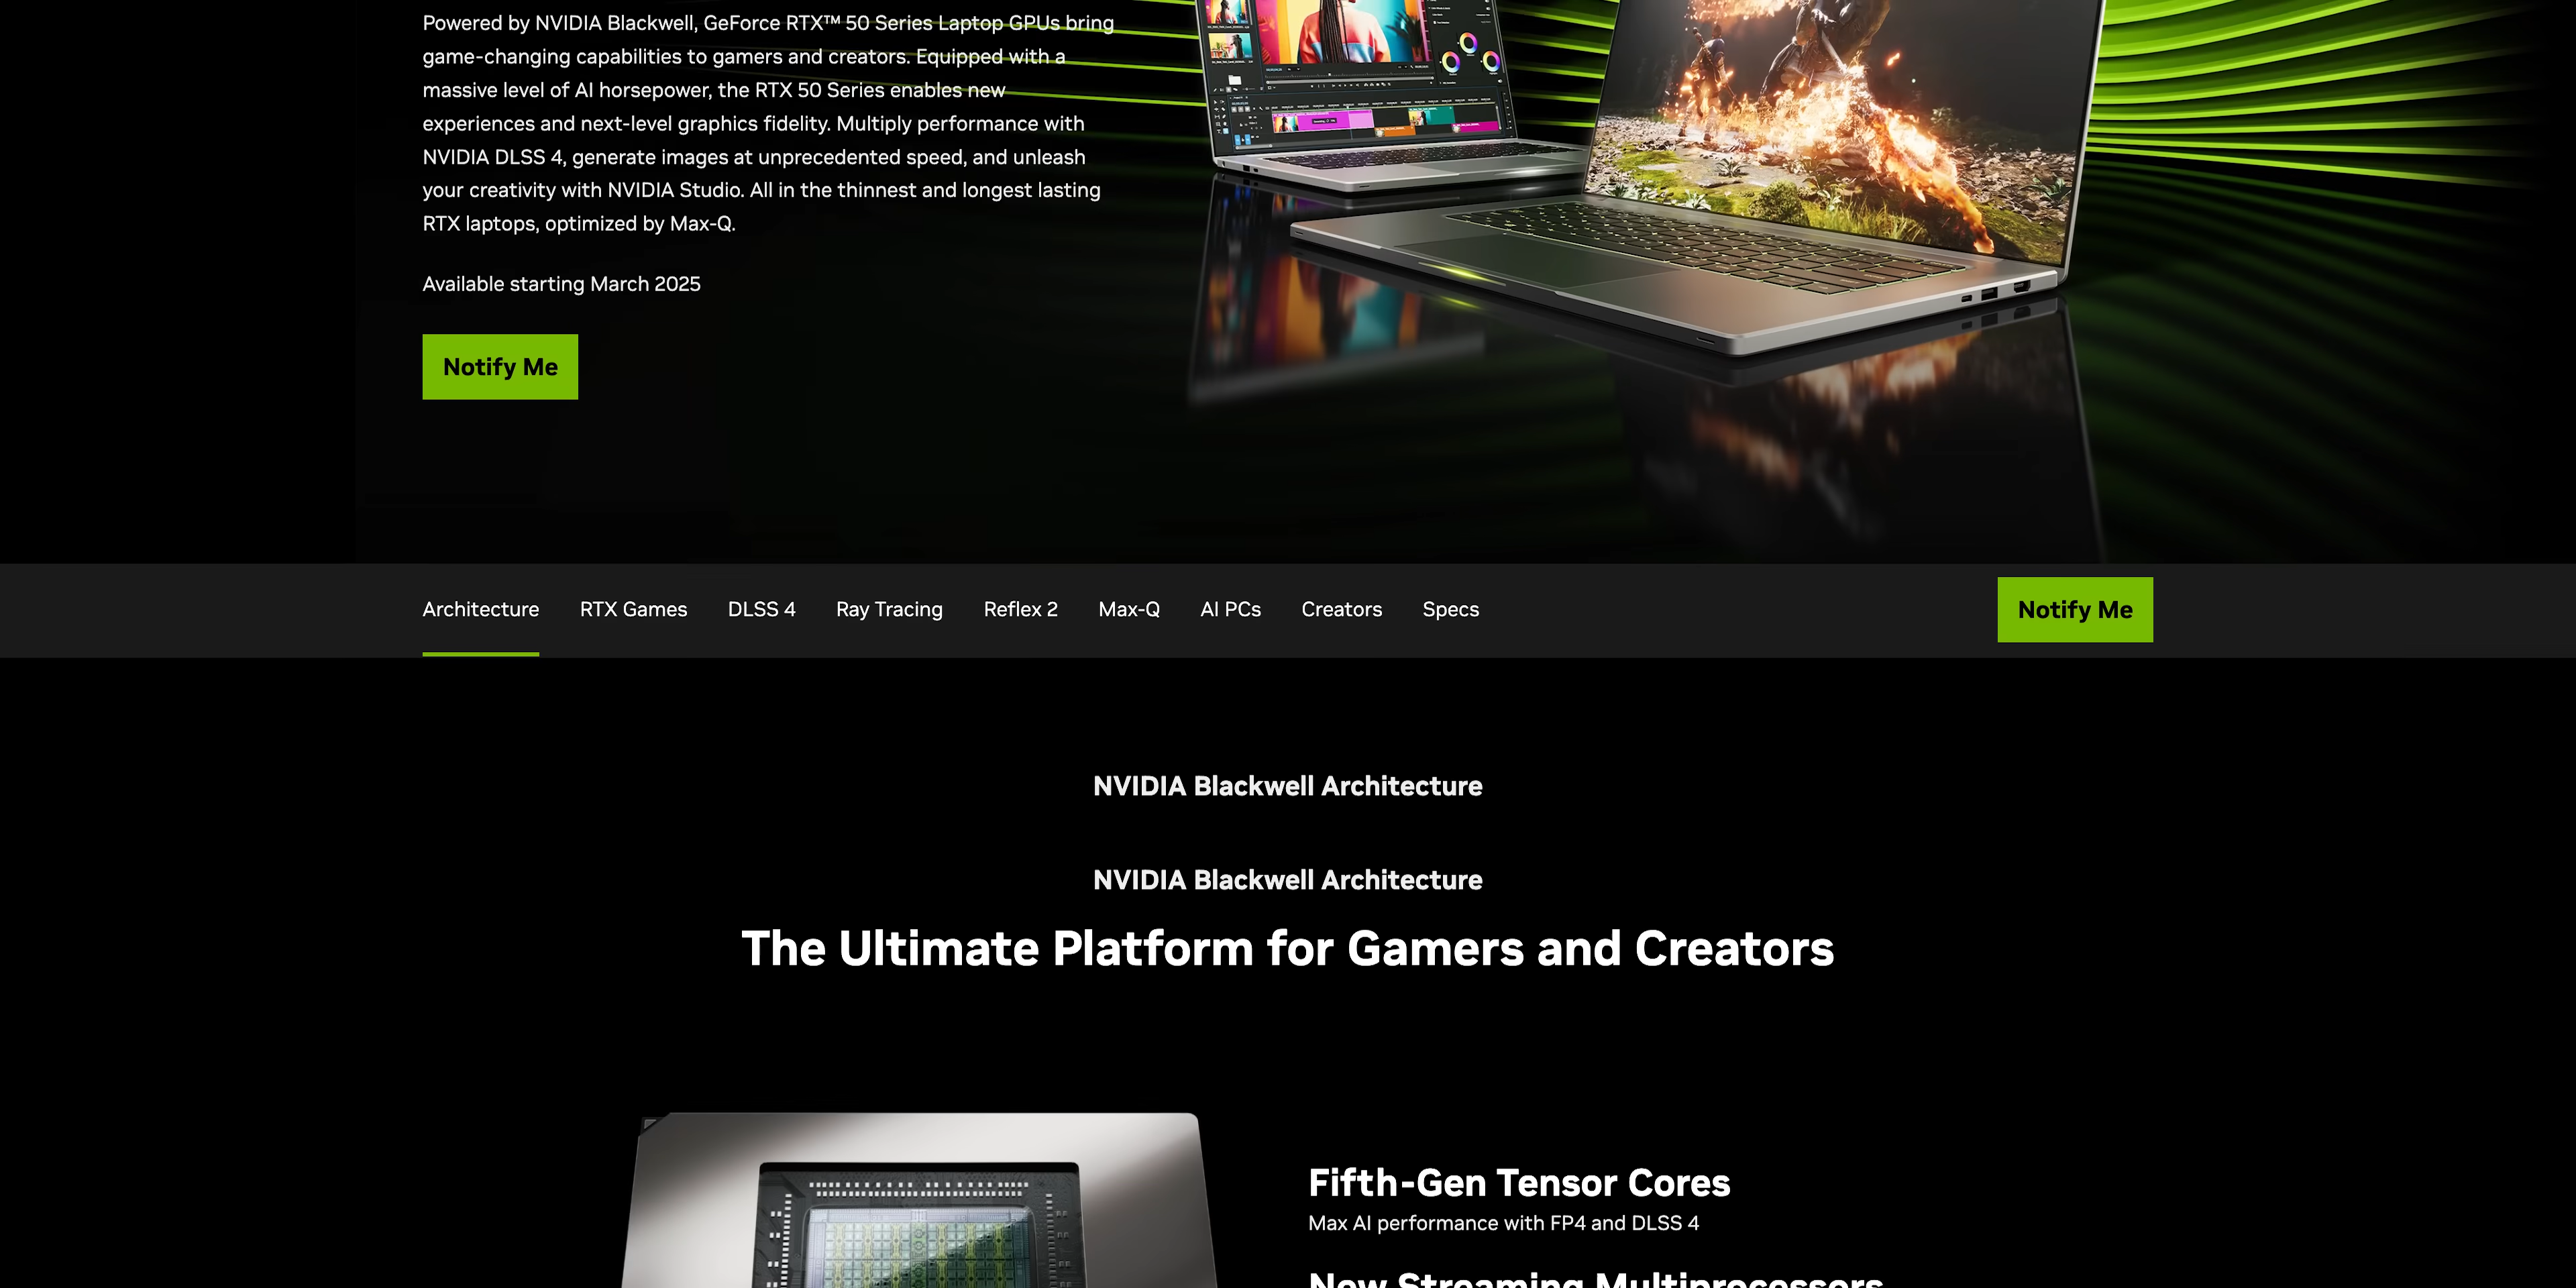 Powered by NVIDIA Blackwell, GeForce RTX™ 50 Series Laptop GPUs bring
game-changing capabilities to gamers and creators. Equipped with a
massive level of AI horsepower, the RTX 50 Series enables new
experiences and next-level graphics fidelity. Multiply performance with
NVIDIA DLSS 4, generate images at unprecedented speed, and unleash
your creativity with NVIDIA Studio. All in the thinnest and longest lasting
RTX laptops, optimized by Max-Q.
Available starting March 2025
Notify Me
Architecture RTX Games DLSS 4 Ray Tracing Reflex 2 Max-Q AI PCs Creators Specs Notify Me
NVIDIA Blackwell Architecture
NVIDIA Blackwell Architecture
The Ultimate Platform for Gamers and Creators
Fifth-Gen Tensor Cores
Max AI performance with FP4 and DLSS 4
New Streaming Multiprocessors